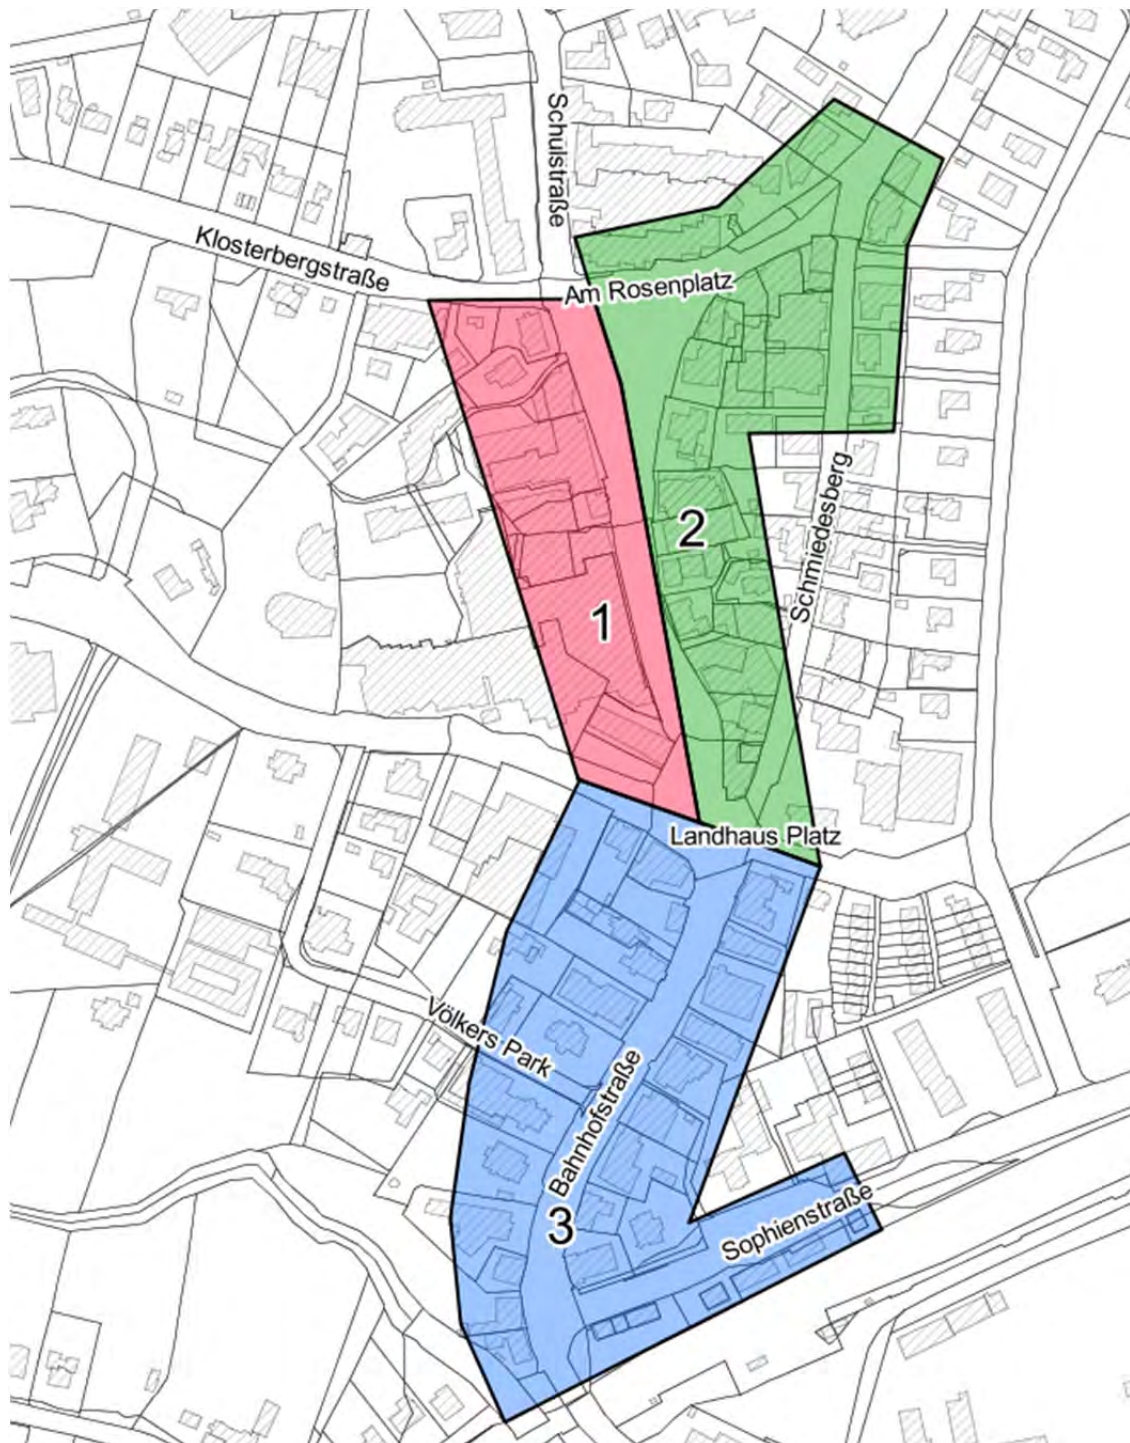 Schulstraße
Klosterbergstraße
Am Rosenplatz
Schmiedesberg
2
1
Landhaus Platz
Völkers Park
Bahnhofstraße
3
Sophienstraße